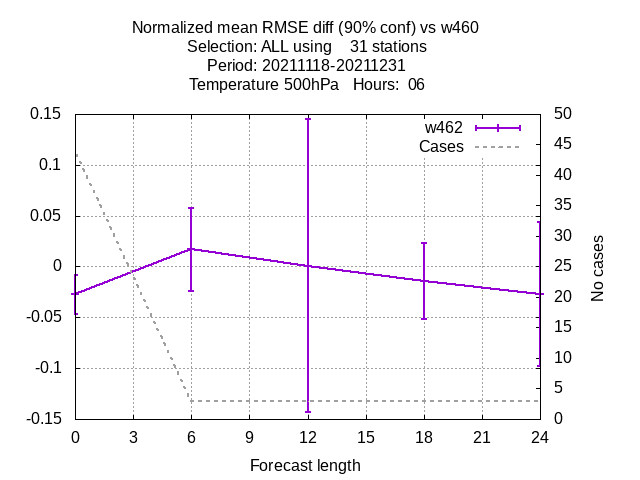 Normalized mean RMSE diff (90% conf) vs w460
Selection: ALL using    31 stations
Period: 20211118-20211231
Temperature 500hPa   Hours:  06
0.15
0.1
0.05
0
-0.05
-0.1
-0.15
w462
Cases
50
45
40
35
30
25
20
15
10
5
0
No cases
0 3 6 9 12 15 18 21 24
Forecast length